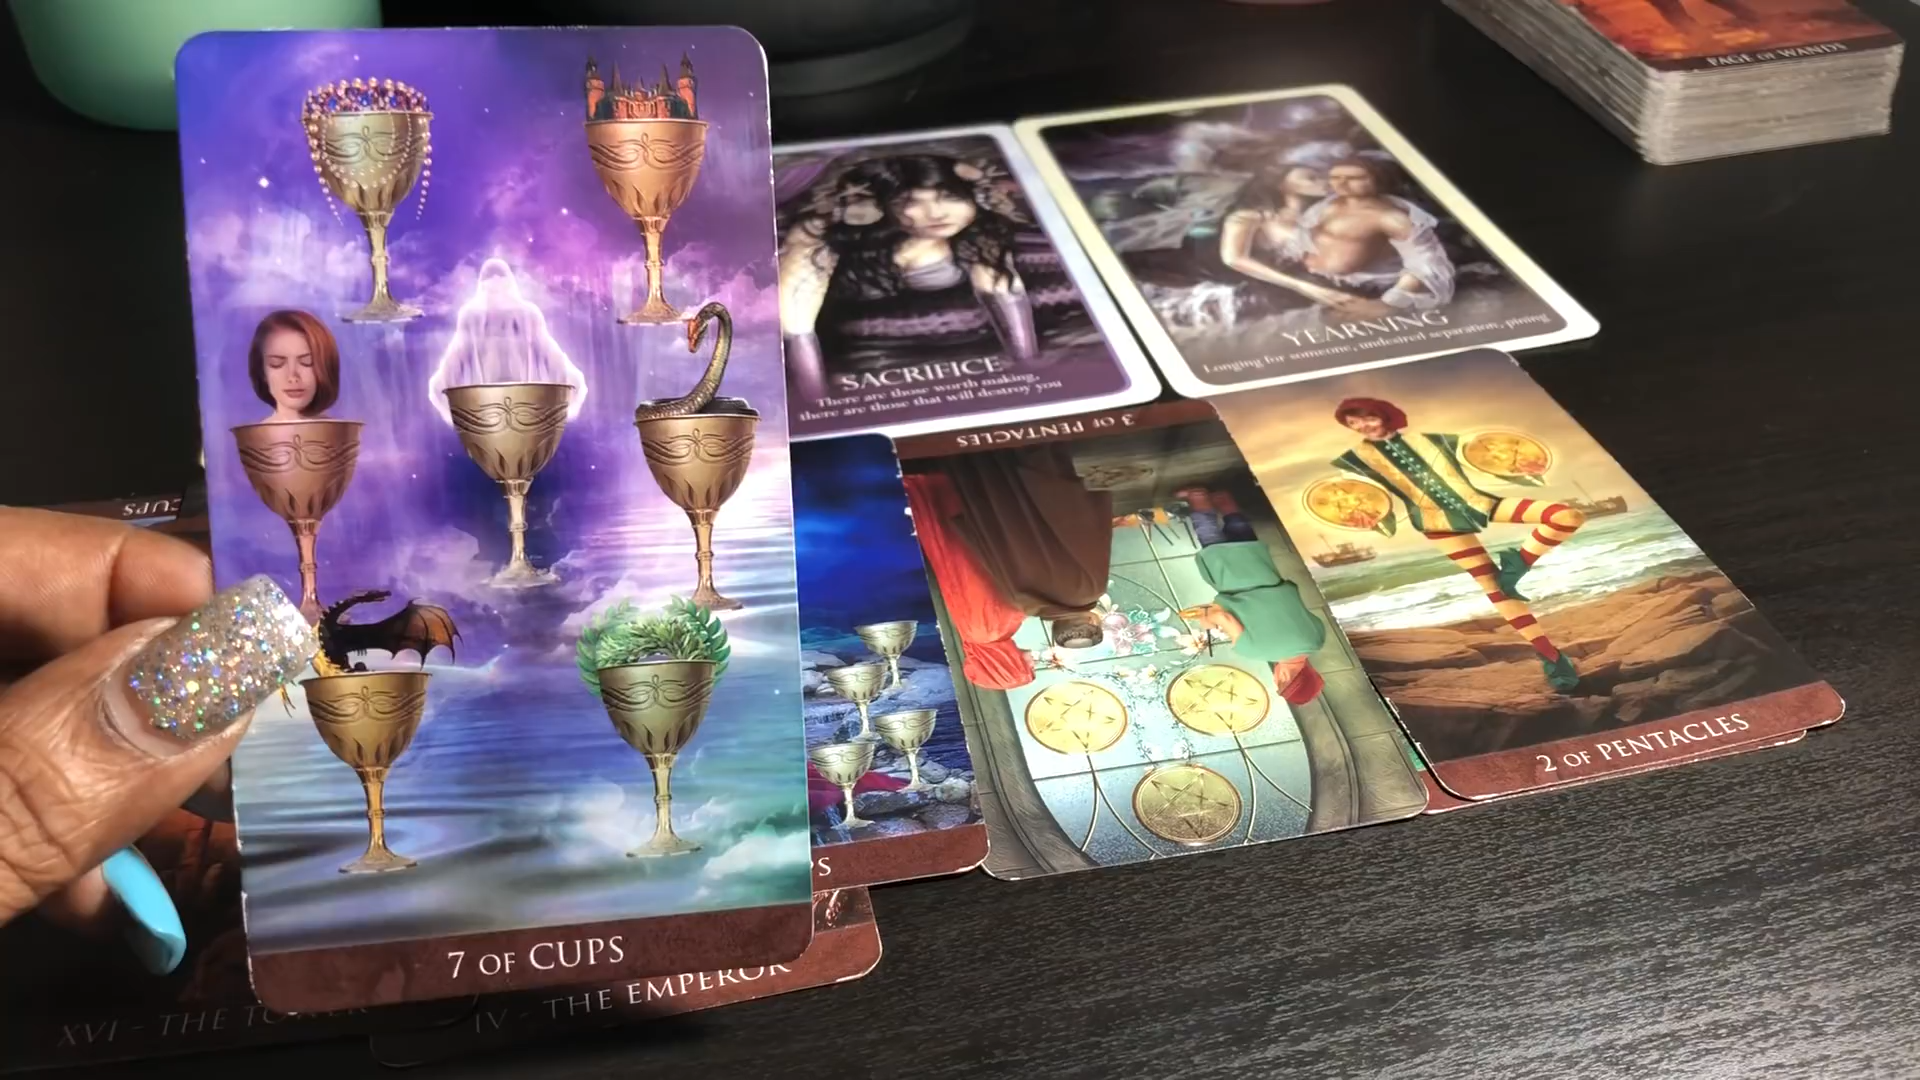 PAGE OF WANDS
YEARNING
Longing for someone, undesired separation, pining
SACRIFICE
There are those worth making,
there are those that will destroy you
3 OF PENTACLES
CUPS
2 OF PENTACLES
PS
7 OF CUPS
IV - THE EMPEROR
XVI - THE TOWER